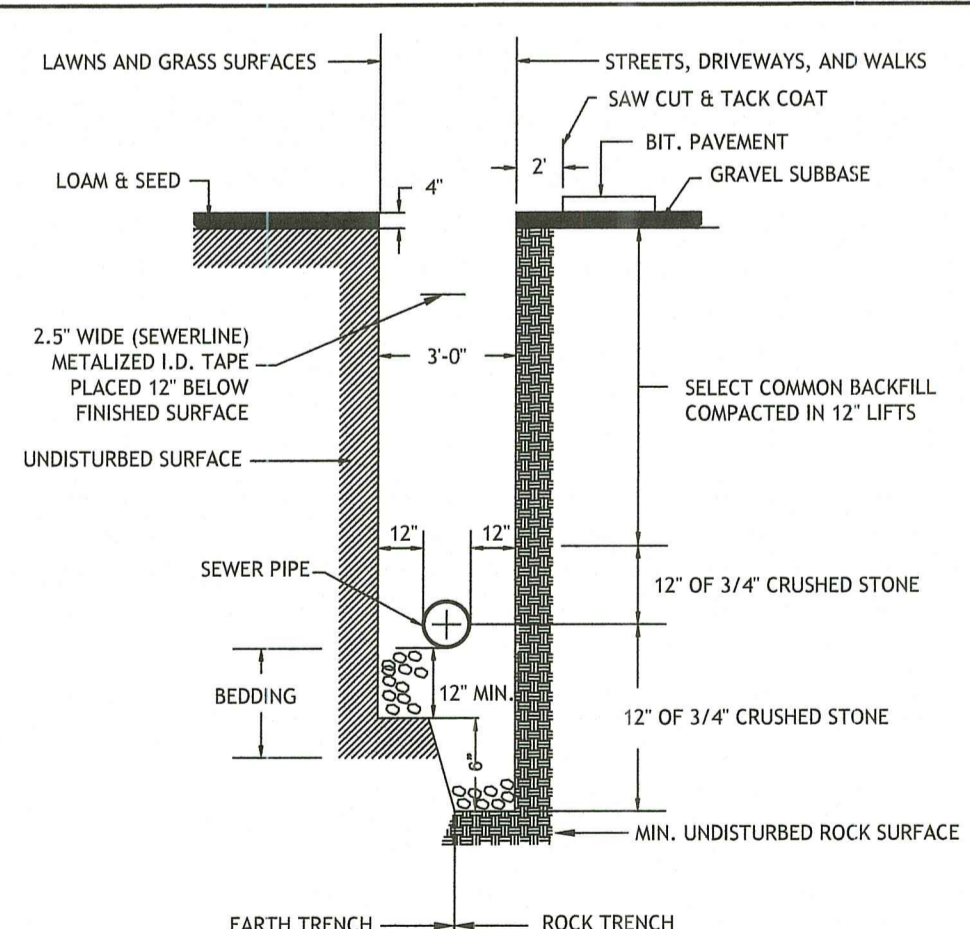 LAWNS AND GRASS SURFACES
STREETS, DRIVEWAYS, AND WALKS
SAW CUT & TACK COAT
BIT. PAVEMENT
2'
GRAVEL SUBBASE
LOAM & SEED
4"
2.5" WIDE (SEWERLINE)
METALIZED I.D. TAPE
PLACED 12" BELOW
FINISHED SURFACE
3'-0"
SELECT COMMON BACKFILL
COMPACTED IN 12" LIFTS
UNDISTURBED SURFACE
12"
12"
SEWER PIPE
12" OF 3/4" CRUSHED STONE
BEDDING
12" MIN.
12" OF 3/4" CRUSHED STONE
6"
MIN. UNDISTURBED ROCK SURFACE
EARTH TRENCH
ROCK TRENCH